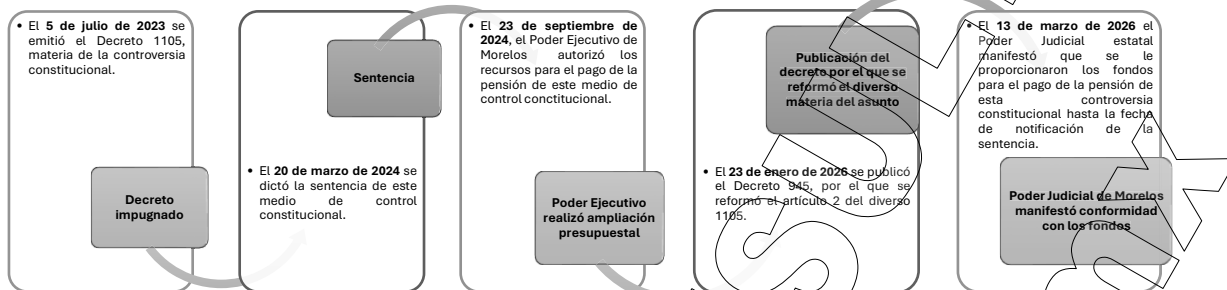 • El 5 de julio de 2023 se
emitió el Decreto 1105,
materia de la controversia
constitucional.
Decreto
impugnado
Sentencia
• El 20 de marzo de 2024 se
dictó la sentencia de este
medio de control
constitucional.
• El 23 de septiembre de
2024, el Poder Ejecutivo de
Morelos autorizó los
recursos para el pago de la
pensión de este medio de
control conctitucional.
Poder Ejecutivo
realizó ampliación
presupuestal
Publicación del
decreto por el que se
reformó el diverso
materia del asunto
• El 23 de enero de 2026 se publicó
el Decreto 945, por el que se
reformó el artículo 2 del diverso
1105.
• El 13 de marzo de 2026 el
Poder Judicial estatal
manifestó que se le
proporcionaron los fondos
para el pago de la pensión de
esta controversia
constitucional hasta la fecha
de notificación de la
sentencia.
Poder Judicial de Morelos
manifestó conformidad
con los fondos